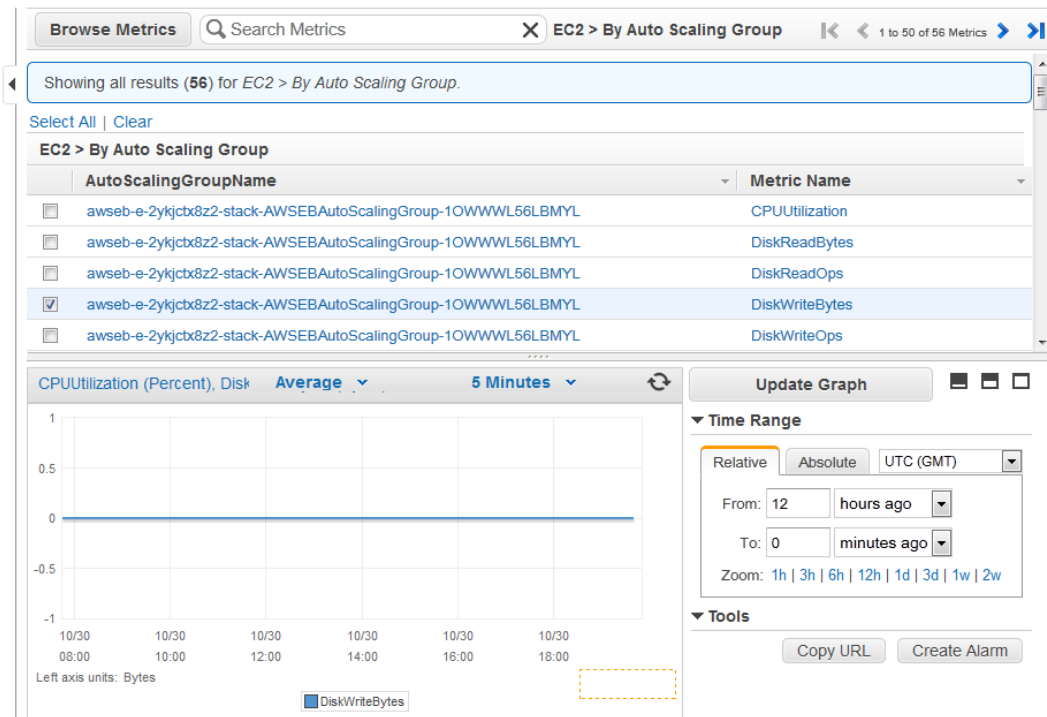 Browse Metrics Search Metrics X EC2 > By Auto Scaling Group 1 to 50 of 56 Metrics
Showing all results (56) for EC2 > By Auto Scaling Group.
Select All | Clear
EC2 > By Auto Scaling Group
AutoScalingGroupName Metric Name
awseb-e-2ykjctx8z2-stack-AWSEBAutoScalingGroup-1OWWWL56LBMYL CPUUtilization
awseb-e-2ykjctx8z2-stack-AWSEBAutoScalingGroup-1OWWWL56LBMYL DiskReadBytes
awseb-e-2ykjctx8z2-stack-AWSEBAutoScalingGroup-1OWWWL56LBMYL DiskReadOps
awseb-e-2ykjctx8z2-stack-AWSEBAutoScalingGroup-1OWWWL56LBMYL DiskWriteBytes
awseb-e-2ykjctx8z2-stack-AWSEBAutoScalingGroup-1OWWWL56LBMYL DiskWriteOps
CPUUtilization (Percent), Disk Average 5 Minutes
1
0.5
0
-0.5
-1
10/30 10/30 10/30 10/30 10/30 10/30
08:00 10:00 12:00 14:00 16:00 18:00
Left axis units: Bytes
DiskWriteBytes
Update Graph
Time Range
Relative Absolute UTC (GMT)
From: 12 hours ago
To: 0 minutes ago
Zoom: 1h | 3h | 6h | 12h | 1d | 3d | 1w | 2w
Tools
Copy URL Create Alarm